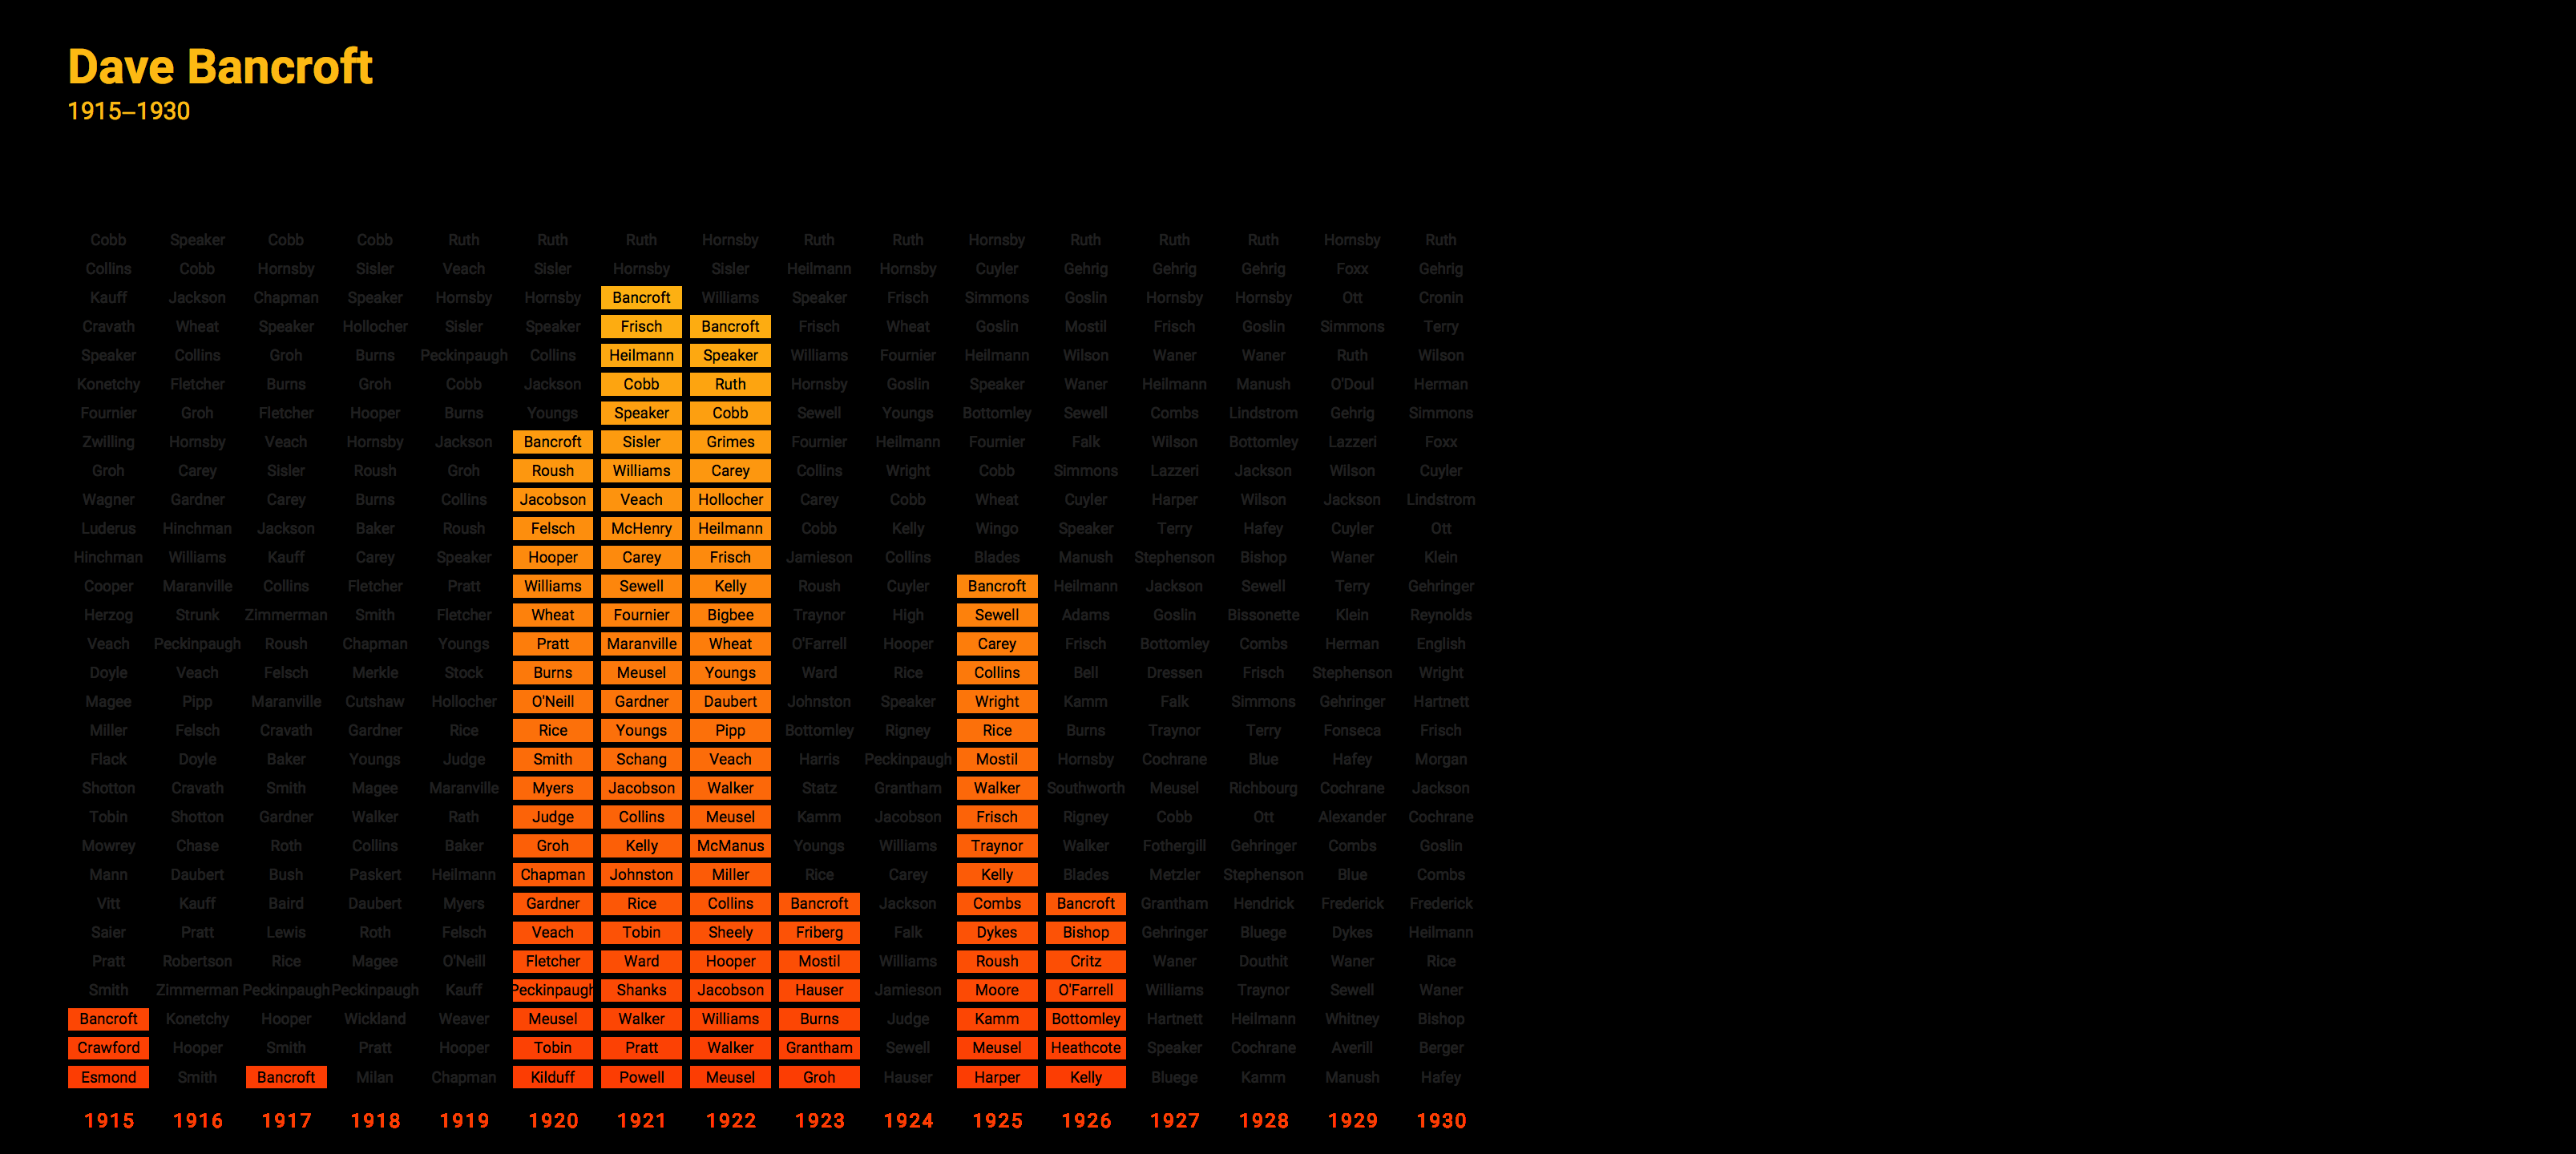 Dave Bancroft
1915–1930
Cobb Speaker Cobb Cobb Ruth Ruth Ruth Hornsby Ruth Ruth Hornsby Ruth Ruth Ruth Hornsby Ruth
Collins Cobb Hornsby Sisler Veach Sisler Hornsby Sisler Heilmann Hornsby Cuyler Gehrig Gehrig Gehrig Foxx Gehrig
Kauff Jackson Chapman Speaker Hornsby Hornsby Bancroft Williams Speaker Frisch Simmons Goslin Hornsby Hornsby Ott Cronin
Cravath Wheat Speaker Hollocher Sisler Speaker Frisch Bancroft Frisch Wheat Goslin Mostil Frisch Goslin Simmons Terry
Speaker Collins Groh Burns Peckinpaugh Collins Heilmann Speaker Williams Fournier Heilmann Wilson Waner Waner Ruth Wilson
Konetchy Fletcher Burns Groh Cobb Jackson Cobb Ruth Hornsby Goslin Speaker Waner Heilmann Manush O'Doul Herman
Fournier Groh Fletcher Hooper Burns Youngs Speaker Cobb Sewell Youngs Bottomley Sewell Combs Lindstrom Gehrig Simmons
Zwilling Hornsby Veach Hornsby Jackson Bancroft Sisler Grimes Fournier Heilmann Fournier Falk Wilson Bottomley Lazzeri Foxx
Groh Carey Sisler Roush Groh Roush Williams Carey Collins Wright Cobb Simmons Lazzeri Jackson Wilson Cuyler
Wagner Gardner Carey Burns Collins Jacobson Veach Hollocher Carey Cobb Wheat Cuyler Harper Wilson Jackson Lindstrom
Luderus Hinchman Jackson Baker Roush Felsch McHenry Heilmann Cobb Kelly Wingo Speaker Terry Hafey Cuyler Ott
Hinchman Williams Kauff Carey Speaker Hooper Carey Frisch Jamieson Collins Blades Manush Stephenson Bishop Waner Klein
Cooper Maranville Collins Fletcher Pratt Williams Sewell Kelly Roush Cuyler Bancroft Heilmann Jackson Sewell Terry Gehringer
Herzog Strunk Zimmerman Smith Fletcher Wheat Fournier Bigbee Traynor High Sewell Adams Goslin Bissonette Klein Reynolds
Veach Peckinpaugh Roush Chapman Youngs Pratt Maranville Wheat O'Farrell Hooper Carey Frisch Bottomley Combs Herman English
Doyle Veach Felsch Merkle Stock Burns Meusel Youngs Ward Rice Collins Bell Dressen Frisch Stephenson Wright
Magee Pipp Maranville Cutshaw Hollocher O'Neill Gardner Daubert Johnston Speaker Wright Kamm Falk Simmons Gehringer Hartnett
Miller Felsch Cravath Gardner Rice Rice Youngs Pipp Bottomley Rigney Rice Burns Traynor Terry Fonseca Frisch
Flack Doyle Baker Youngs Judge Smith Schang Veach Harris Peckinpaugh Mostil Hornsby Cochrane Blue Hafey Morgan
Shotton Cravath Smith Magee Maranville Myers Jacobson Walker Statz Grantham Walker Southworth Meusel Richbourg Cochrane Jackson
Tobin Shotton Gardner Walker Rath Judge Collins Meusel Kamm Jacobson Frisch Rigney Cobb Ott Alexander Cochrane
Mowrey Chase Roth Collins Baker Groh Kelly McManus Youngs Williams Traynor Walker Fothergill Gehringer Combs Goslin
Mann Daubert Bush Paskert Heilmann Chapman Johnston Miller Rice Carey Kelly Blades Metzler Stephenson Blue Combs
Vitt Kauff Baird Daubert Myers Gardner Rice Collins Bancroft Jackson Combs Bancroft Grantham Hendrick Frederick Frederick
Saier Pratt Lewis Roth Felsch Veach Tobin Sheely Friberg Falk Dykes Bishop Gehringer Bluege Dykes Heilmann
Pratt Robertson Rice Magee O'Neill Fletcher Ward Hooper Mostil Williams Roush Critz Waner Douthit Waner Rice
Smith Zimmerman Peckinpaugh Peckinpaugh Kauff Peckinpaugh Shanks Jacobson Hauser Jamieson Moore O'Farrell Williams Traynor Sewell Waner
Bancroft Konetchy Hooper Wickland Weaver Meusel Walker Williams Burns Judge Kamm Bottomley Hartnett Heilmann Whitney Bishop
Crawford Hooper Smith Pratt Hooper Tobin Pratt Walker Grantham Sewell Meusel Heathcote Speaker Cochrane Averill Berger
Esmond Smith Bancroft Milan Chapman Kilduff Powell Meusel Groh Hauser Harper Kelly Bluege Kamm Manush Hafey
1915 1916 1917 1918 1919 1920 1921 1922 1923 1924 1925 1926 1927 1928 1929 1930